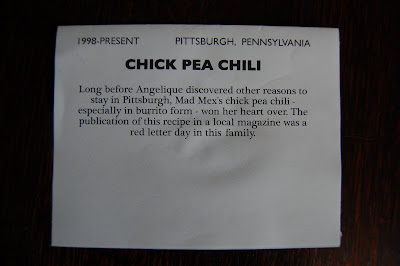 1998-PRESENT PITTSBURGH, PENNSYLVANIA
CHICK PEA CHILI
Long before Angelique discovered other reasons to
stay in Pittsburgh, Mad Mex's chick pea chili -
especially in burrito form - won her heart over. The
publication of this recipe in a local magazine was a
red letter day in this family.